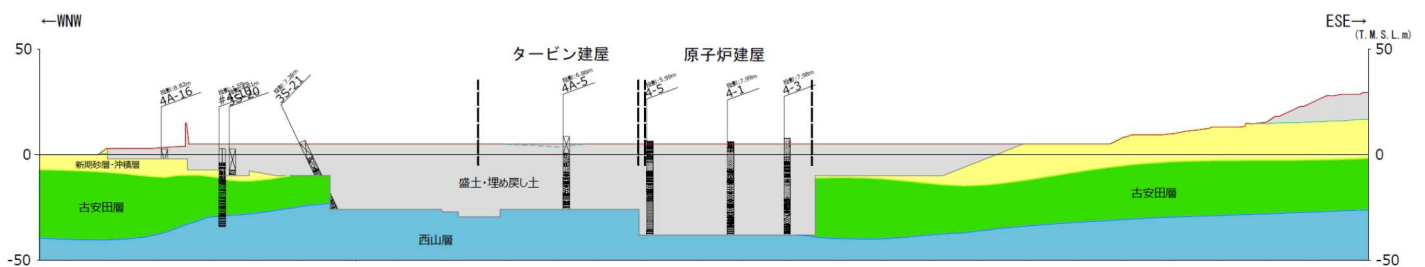 ←WNW
ESE→
(T.M.S.L.m)
50
50
タービン建屋
原子炉建屋
4A-16
3S-20
3S-21
4A-5
4-5
4-1
4-3
0
0
新期砂層・沖積層
盛土・埋め戻し土
古安田層
古安田層
西山層
-50
-50